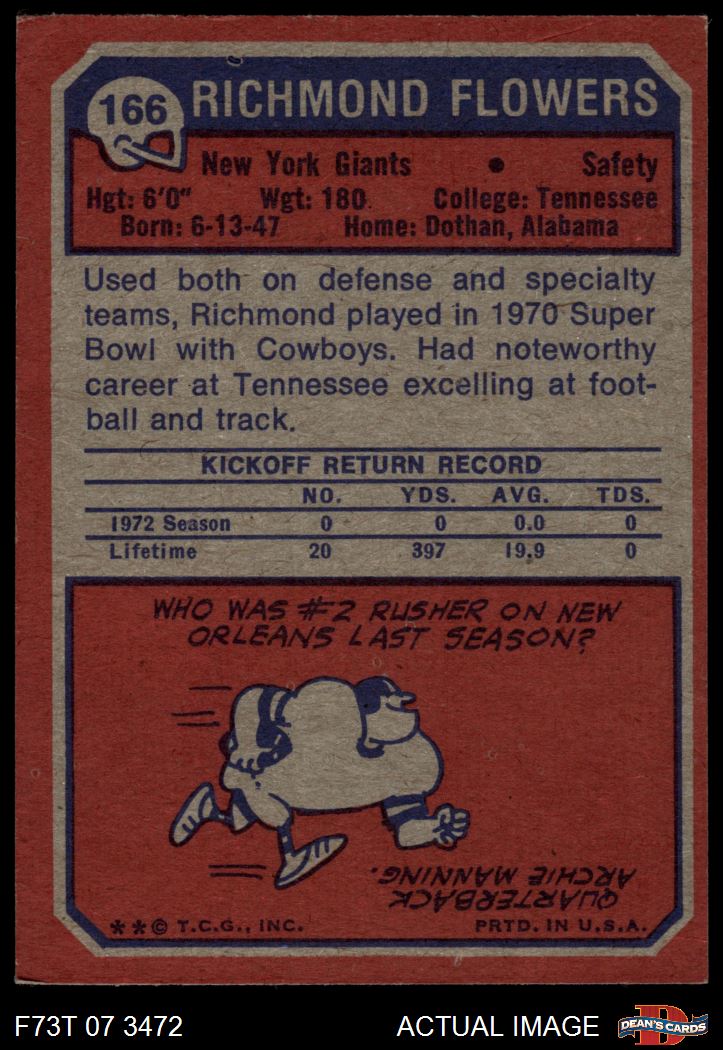 166 RICHMOND FLOWERS
New York Giants • Safety
Hgt: 6'0" Wgt: 180 College: Tennessee
Born: 6-13-47 Home: Dothan, Alabama
Used both on defense and specialty
teams, Richmond played in 1970 Super
Bowl with Cowboys. Had noteworthy
career at Tennessee excelling at foot-
ball and track.
KICKOFF RETURN RECORD
NO. YDS. AVG. TDS.
1972 Season 0 0 0.0 0
Lifetime 20 397 19.9 0
WHO WAS #2 RUSHER ON NEW
ORLEANS LAST SEASON?
QUARTERBACK
ARCHIE MANNING.
**© T.C.G., INC. PRTD. IN U.S.A.
F73T 07 3472 ACTUAL IMAGE D DEAN'S CARDS